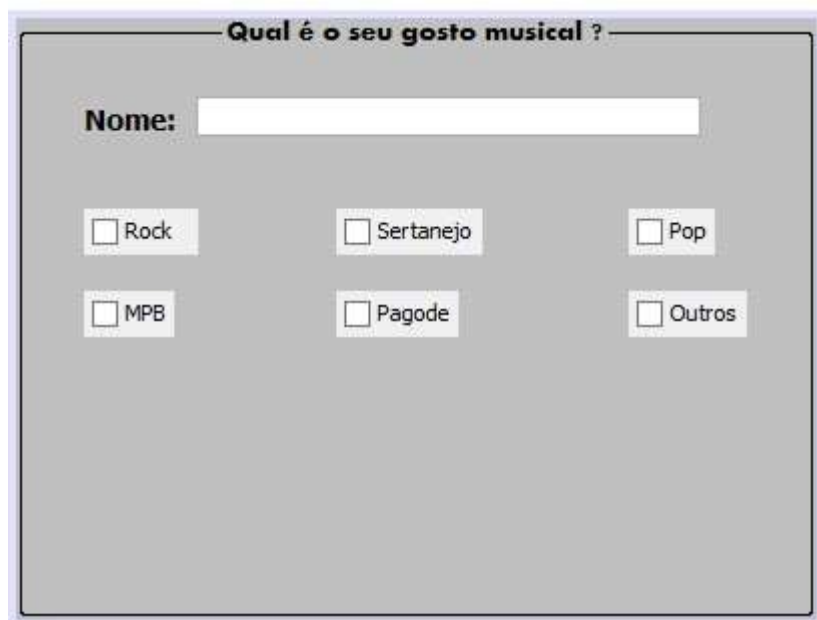 Qual é o seu gosto musical ?
Nome:
Rock Sertanejo Pop
MPB Pagode Outros